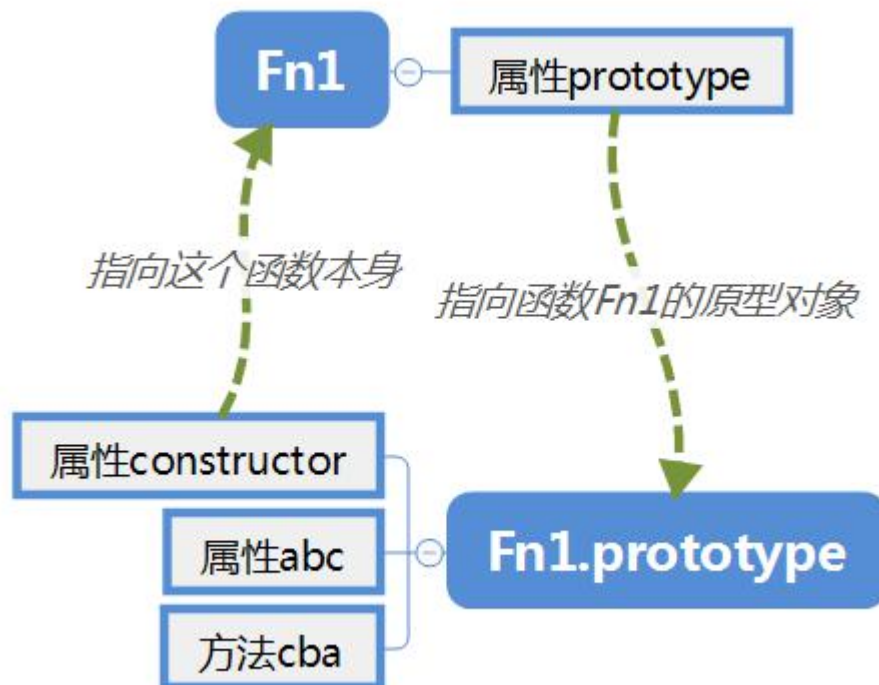 Fn1
属性prototype
指向这个函数本身
指向函数Fn1的原型对象
属性constructor
属性abc
方法cba
Fn1.prototype